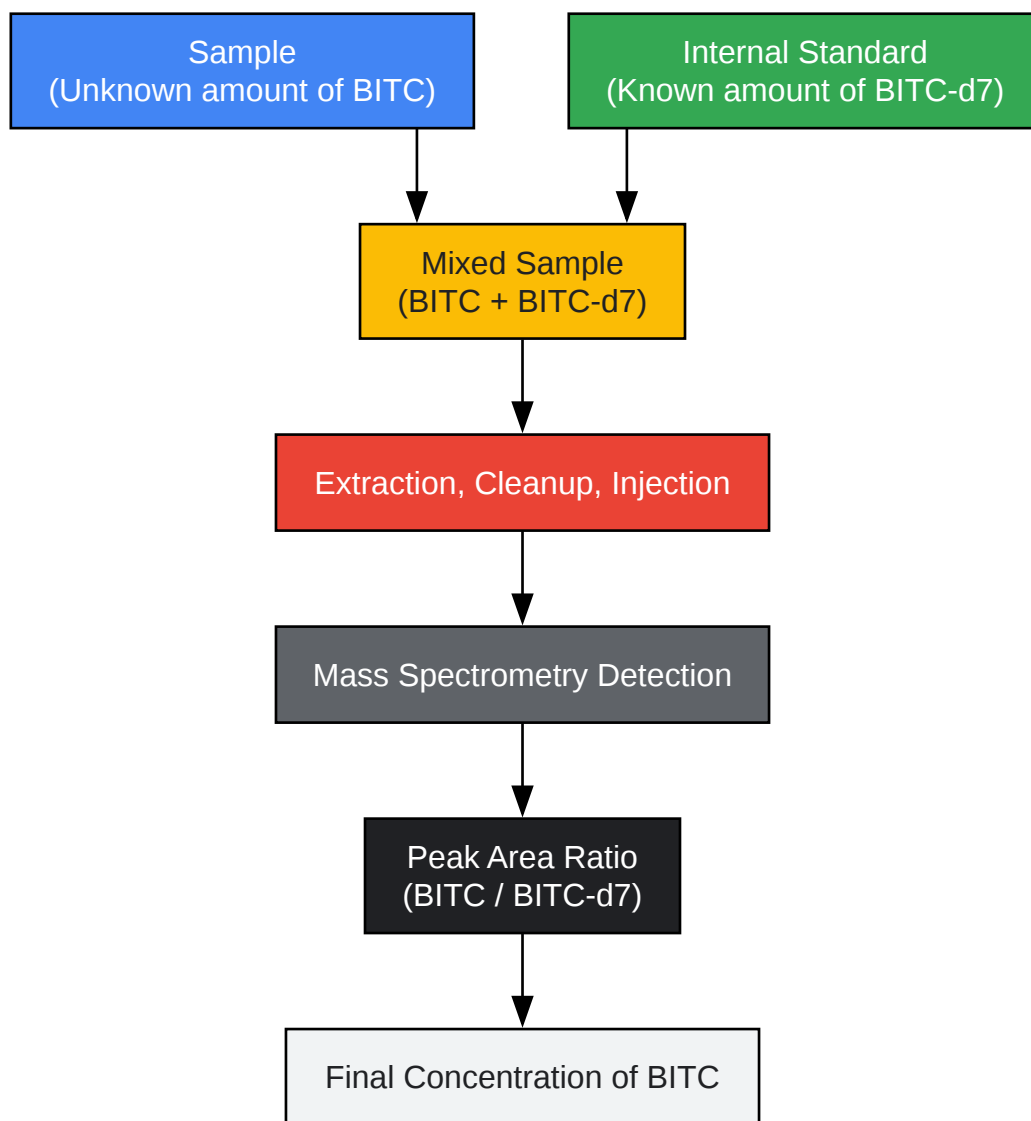 Sample
(Unknown amount of BITC)
Internal Standard
(Known amount of BITC-d7)
Mixed Sample
(BITC + BITC-d7)
Extraction, Cleanup, Injection
Mass Spectrometry Detection
Peak Area Ratio
(BITC / BITC-d7)
Final Concentration of BITC